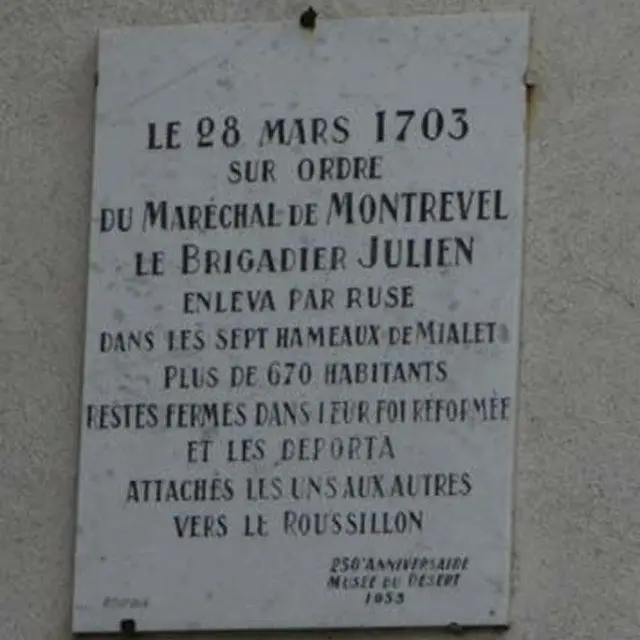 LE 28 MARS 1703
SUR ORDRE
DU MARÉCHAL DE MONTREVEL
LE BRIGADIER JULIEN
ENLEVA PAR RUSE
DANS LES SEPT HAMEAUX DE MIALET
PLUS DE 670 HABITANTS
RESTÉS FERMES DANS LEUR FOI RÉFORMÉE
ET LES DÉPORTA
ATTACHÉS LES UNS AUX AUTRES
VERS LE ROUSSILLON
250e ANNIVERSAIRE
MUSÉE DU DÉSERT
1953